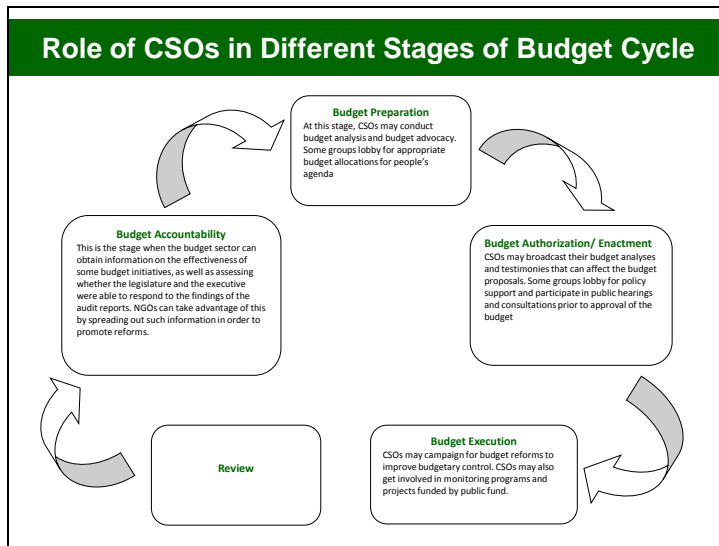 Role of CSOs in Different Stages of Budget Cycle
Budget Preparation
At this stage, CSOs may conduct
budget analysis and budget advocacy.
Some groups lobby for appropriate
budget allocations for people's
agenda
Budget Authorization/ Enactment
CSOs may broadcast their budget analyses
and testimonies that can affect the budget
proposals. Some groups lobby for policy
support and participate in public hearings
and consultations prior to approval of the
budget
Budget Execution
CSOs may campaign for budget reforms to
improve budgetary control. CSOs may also
get involved in monitoring programs and
projects funded by public fund.
Review
Budget Accountability
This is the stage when the budget sector can
obtain information on the effectiveness of
some budget initiatives, as well as assessing
whether the legislature and the executive
were able to respond to the findings of the
audit reports. NGOs can take advantage of this
by spreading out such information in order to
promote reforms.